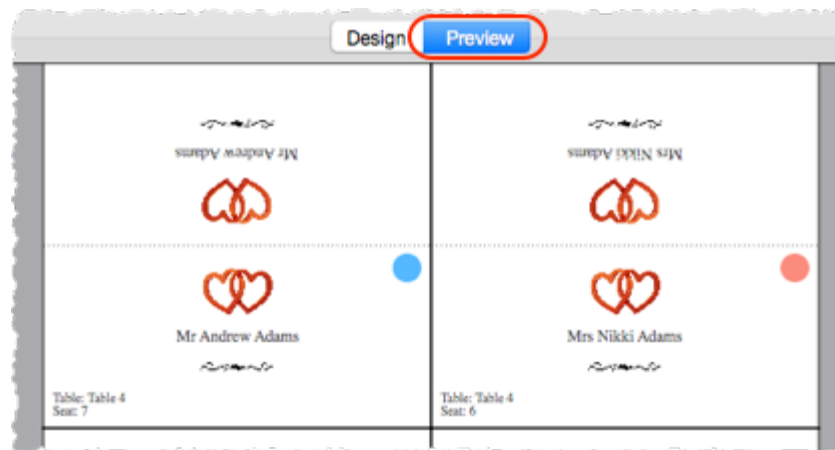 Design Preview
Mr Andrew Adams
Mrs Nikki Adams
Mr Andrew Adams
Mrs Nikki Adams
Table: Table 4
Seat: 7
Table: Table 4
Seat: 6